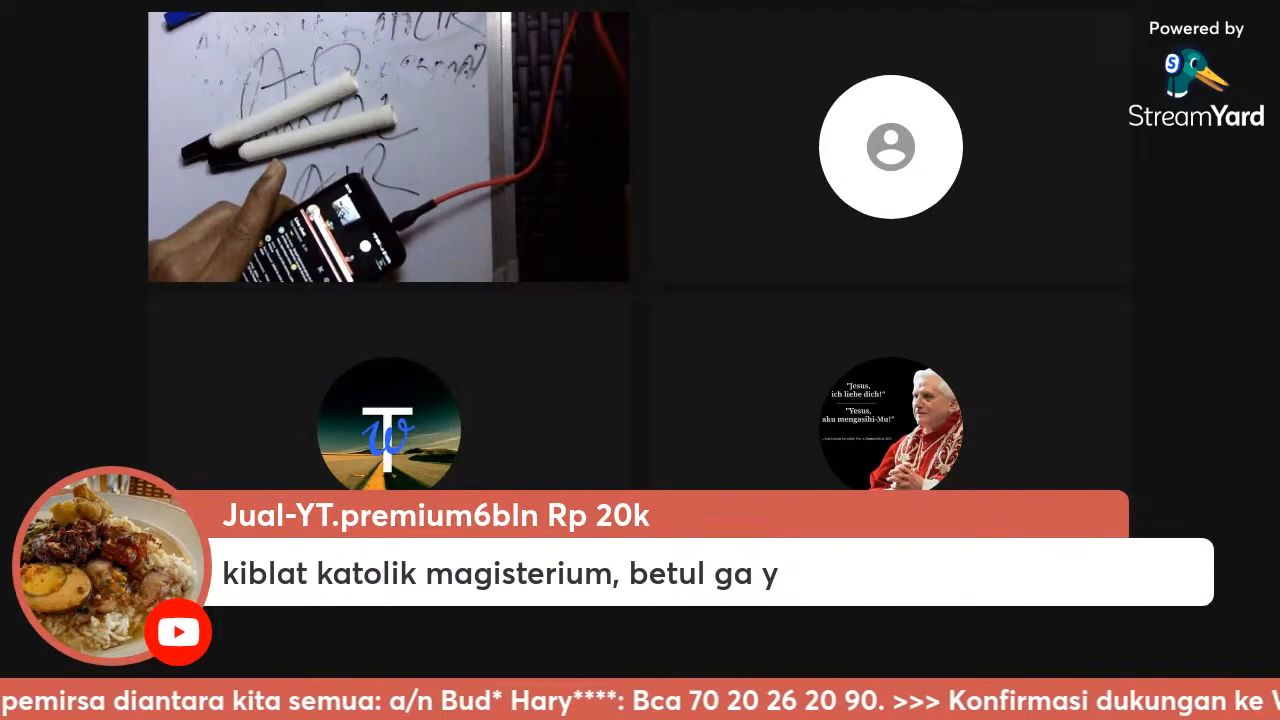 Powered by
StreamYard
"Jesus,
ich liebe dich!"
"Yesus,
aku mengasihi-Mu!"
Tw
Jual-YT.premium6bln Rp 20k
kiblat katolik magisterium, betul ga y
pemirsa diantara kita semua: a/n Bud* Hary****: Bca 70 20 26 20 90. >>> Konfirmasi dukungan ke